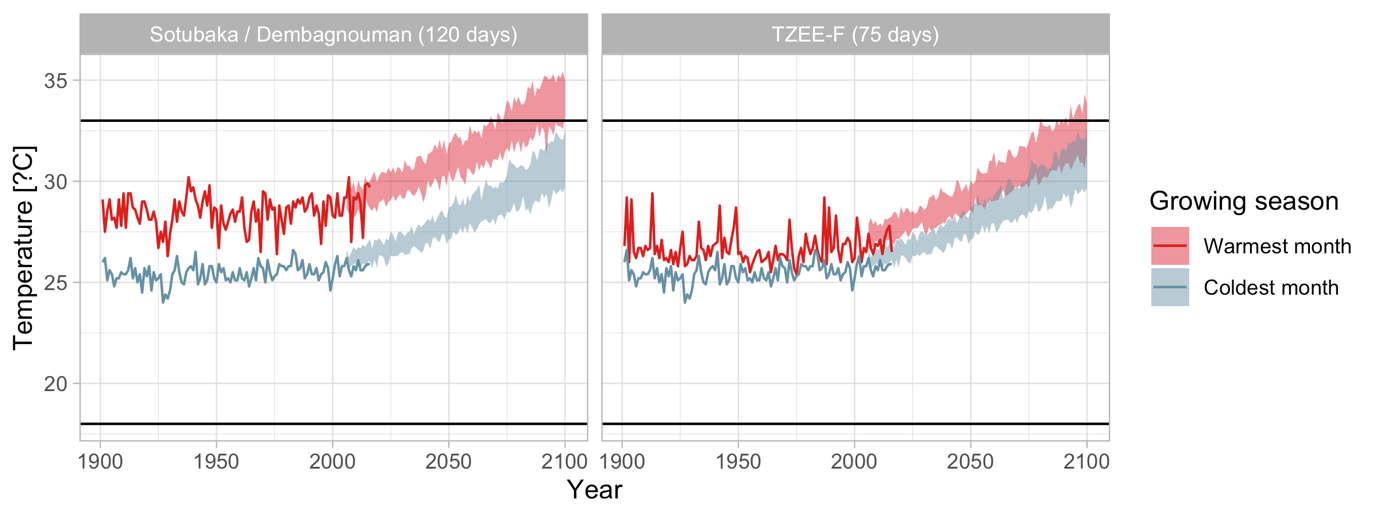 Sotubaka / Dembagnouman (120 days)
TZEE-F (75 days)
Temperature [?C]
35
30
25
20
1900 1950 2000 2050 2100
1900 1950 2000 2050 2100
Year
Growing season
Warmest month
Coldest month